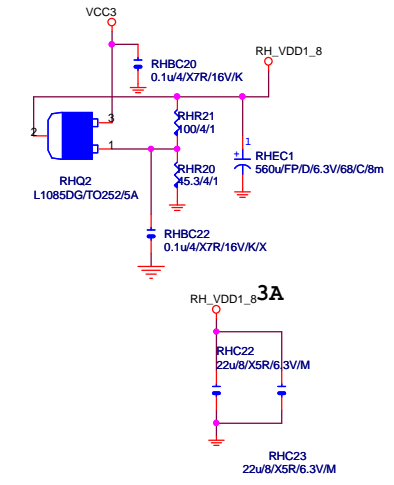 VCC3
RHBC20
0.1u/4/X7R/16V/K
RH_VDD1_8
3
2
1
RHR21
100/4/1
1
+
RHEC1
560u/FP/D/6.3V/68/C/8m
RHR20
45.3/4/1
RHQ2
L1085DG/TO252/5A
RHBC22
0.1u/4/X7R/16V/K/X
RH_VDD1_8 3A
RHC22
22u/8/X5R/6.3V/M
RHC23
22u/8/X5R/6.3V/M